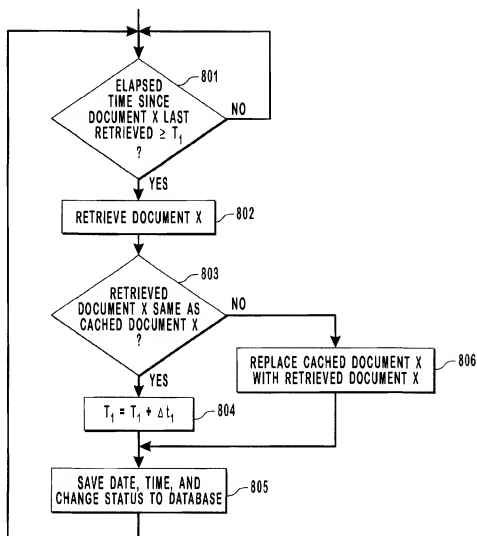 801
ELAPSED
TIME SINCE
DOCUMENT X LAST
RETRIEVED ≥ T₁
?
NO
YES
RETRIEVE DOCUMENT X
802
803
RETRIEVED
DOCUMENT X SAME AS
CACHED DOCUMENT X
?
NO
YES
REPLACE CACHED DOCUMENT X
WITH RETRIEVED DOCUMENT X
806
T₁ = T₁ + Δt₁
804
SAVE DATE, TIME, AND
CHANGE STATUS TO DATABASE
805